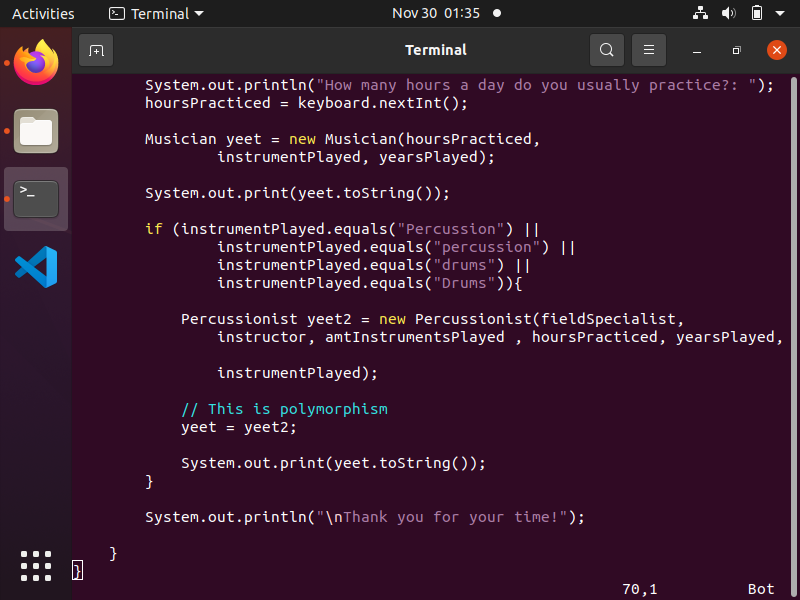 Activities Terminal Nov 30 01:35
Terminal
System.out.println("How many hours a day do you usually practice?: ");
hoursPracticed = keyboard.nextInt();
Musician yeet = new Musician(hoursPracticed,
instrumentPlayed, yearsPlayed);
System.out.print(yeet.toString());
if (instrumentPlayed.equals("Percussion") ||
instrumentPlayed.equals("percussion") ||
instrumentPlayed.equals("drums") ||
instrumentPlayed.equals("Drums")){
Percussionist yeet2 = new Percussionist(fieldSpecialist,
instructor, amtInstrumentsPlayed , hoursPracticed, yearsPlayed,
instrumentPlayed);
// This is polymorphism
yeet = yeet2;
System.out.print(yeet.toString());
}
System.out.println("\nThank you for your time!");
}
}
70,1 Bot